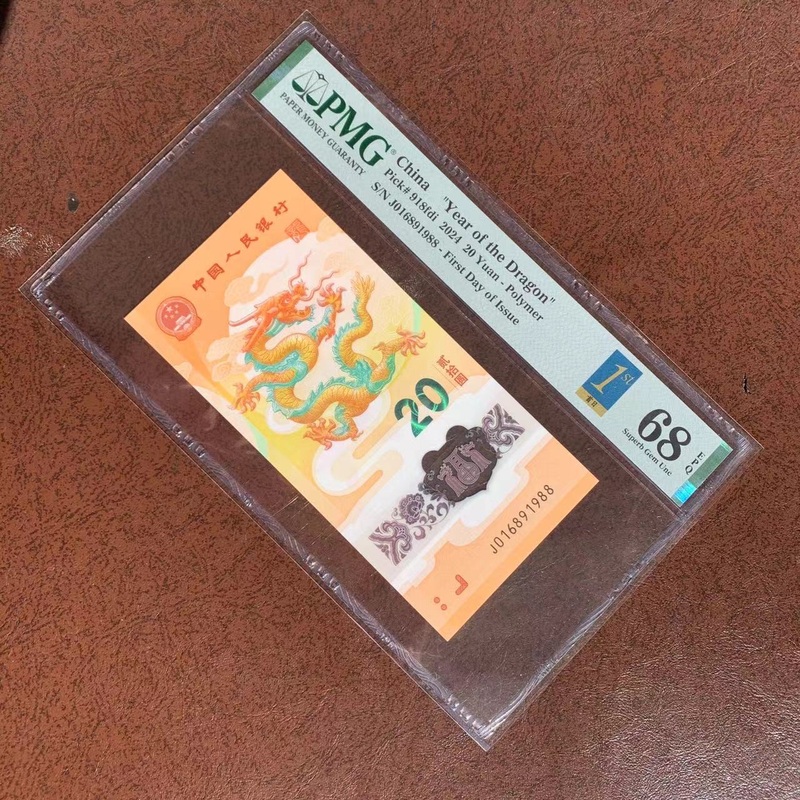 PMG®
PAPER MONEY GUARANTY
China "Year of the Dragon"
Pick# 918fdi 2024 20 Yuan - Polymer
S/N J016891988 - First Day of Issue
1st
68 EPQ
Superb Gem Unc
中国人民银行
20
贰拾圆
J016891988